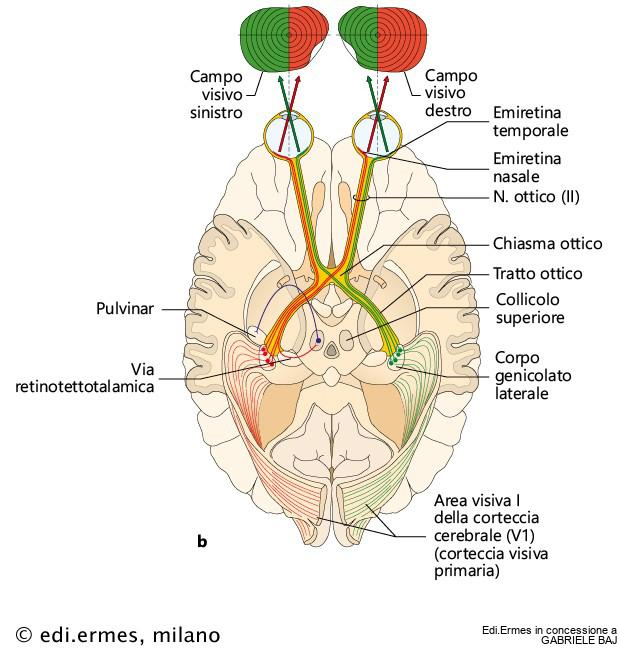 Campo
visivo
sinistro
Campo
visivo
destro
Emiretina
temporale
Emiretina
nasale
N. ottico (II)
Chiasma ottico
Tratto ottico
Collicolo
superiore
Pulvinar
Via
retinotettotalamica
Corpo
genicolato
laterale
Area visiva I
della corteccia
cerebrale (V1)
(corteccia visiva
primaria)
b
© edi.ermes, milano
Edi.Ermes in concessione a
GABRIELE BAJ